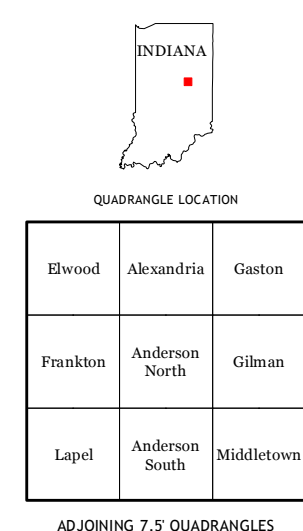 INDIANA
QUADRANGLE LOCATION
Elwood Alexandria Gaston
Frankton Anderson North Gilman
Lapel Anderson South Middletown
ADJOINING 7.5' QUADRANGLES